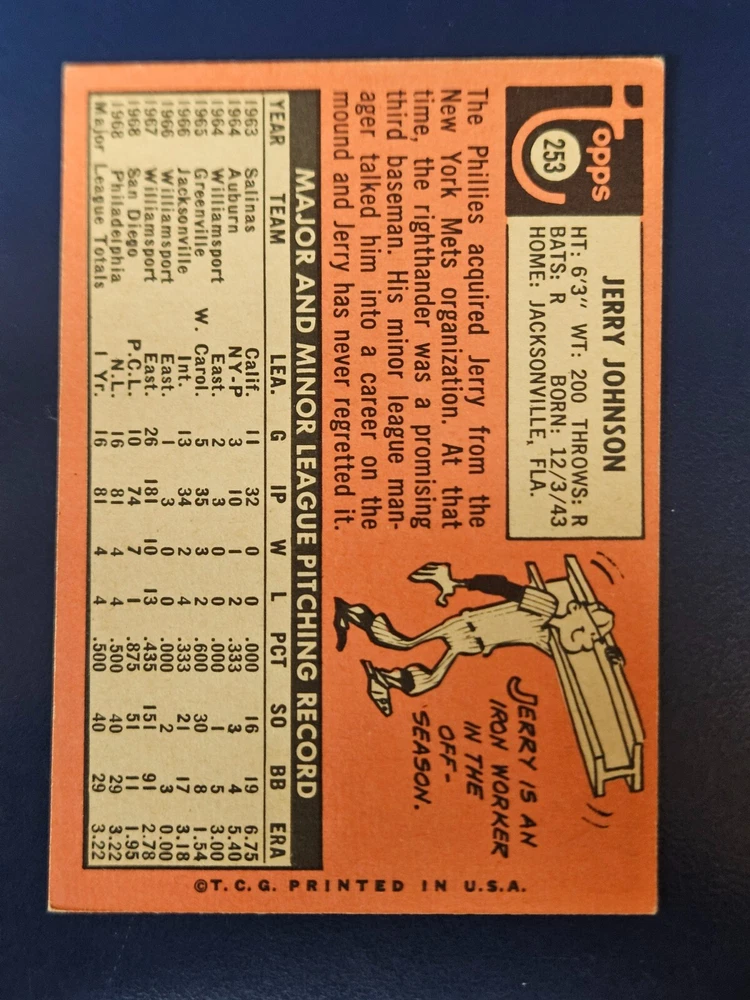 Topps
253
JERRY JOHNSON
HT: 6'3" WT: 200 THROWS: R
BATS: R BORN: 12/3/43
HOME: JACKSONVILLE, FLA.
The Phillies acquired Jerry from the
New York Mets organization. At that
time, the righthander was a promising
third baseman. His minor league man-
ager talked him into a career on the
mound and Jerry has never regretted it.
JERRY IS AN
IRON WORKER
IN THE
OFF-
SEASON.
MAJOR AND MINOR LEAGUE PITCHING RECORD
YEAR TEAM LEA. G IP W L PCT SO BB ERA
1963 Salinas Calif. 11 32 0 0 .000 16 19 6.75
1964 Auburn NY-P 3 10 1 2 .333 3 4 5.40
1964 Williamsport East. 2 3 0 0 .000 1 5 3.00
1965 Greenville W. Carol. 5 35 3 2 .600 30 8 1.54
1966 Jacksonville Int. 13 34 2 4 .333 21 17 3.18
1966 Williamsport East. 1 3 0 0 .000 2 3 0.00
1967 Williamsport East. 26 181 10 13 .435 151 91 2.78
1968 San Diego P.C.L. 10 74 7 1 .875 51 11 1.95
1968 Philadelphia N.L. 16 81 4 4 .500 40 29 3.22
Major League Totals 1 Yr. 16 81 4 4 .500 40 29 3.22
©T.C.G. PRINTED IN U.S.A.